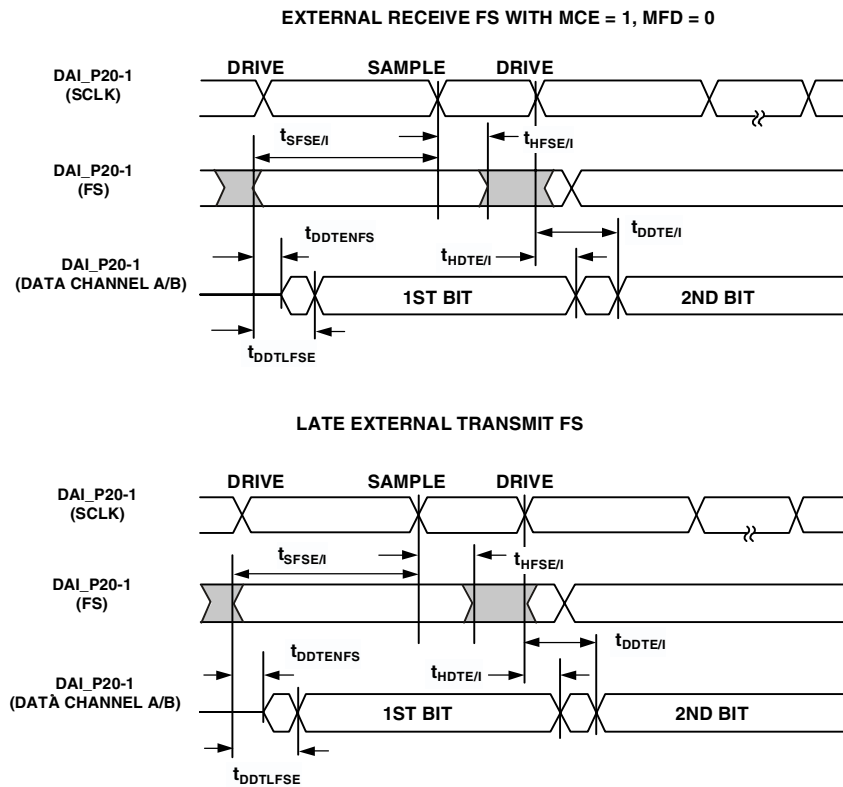 EXTERNAL RECEIVE FS WITH MCE = 1, MFD = 0
DRIVE SAMPLE DRIVE
DAI_P20-1
(SCLK)
tSFSE/I tHFSE/I
DAI_P20-1
(FS)
tDDTENFS tHDTE/I tDDTE/I
DAI_P20-1
(DATA CHANNEL A/B)
1ST BIT 2ND BIT
tDDTLFSE
LATE EXTERNAL TRANSMIT FS
DRIVE SAMPLE DRIVE
DAI_P20-1
(SCLK)
tSFSE/I tHFSE/I
DAI_P20-1
(FS)
tDDTENFS tHDTE/I tDDTE/I
DAI_P20-1
(DATA CHANNEL A/B)
1ST BIT 2ND BIT
tDDTLFSE